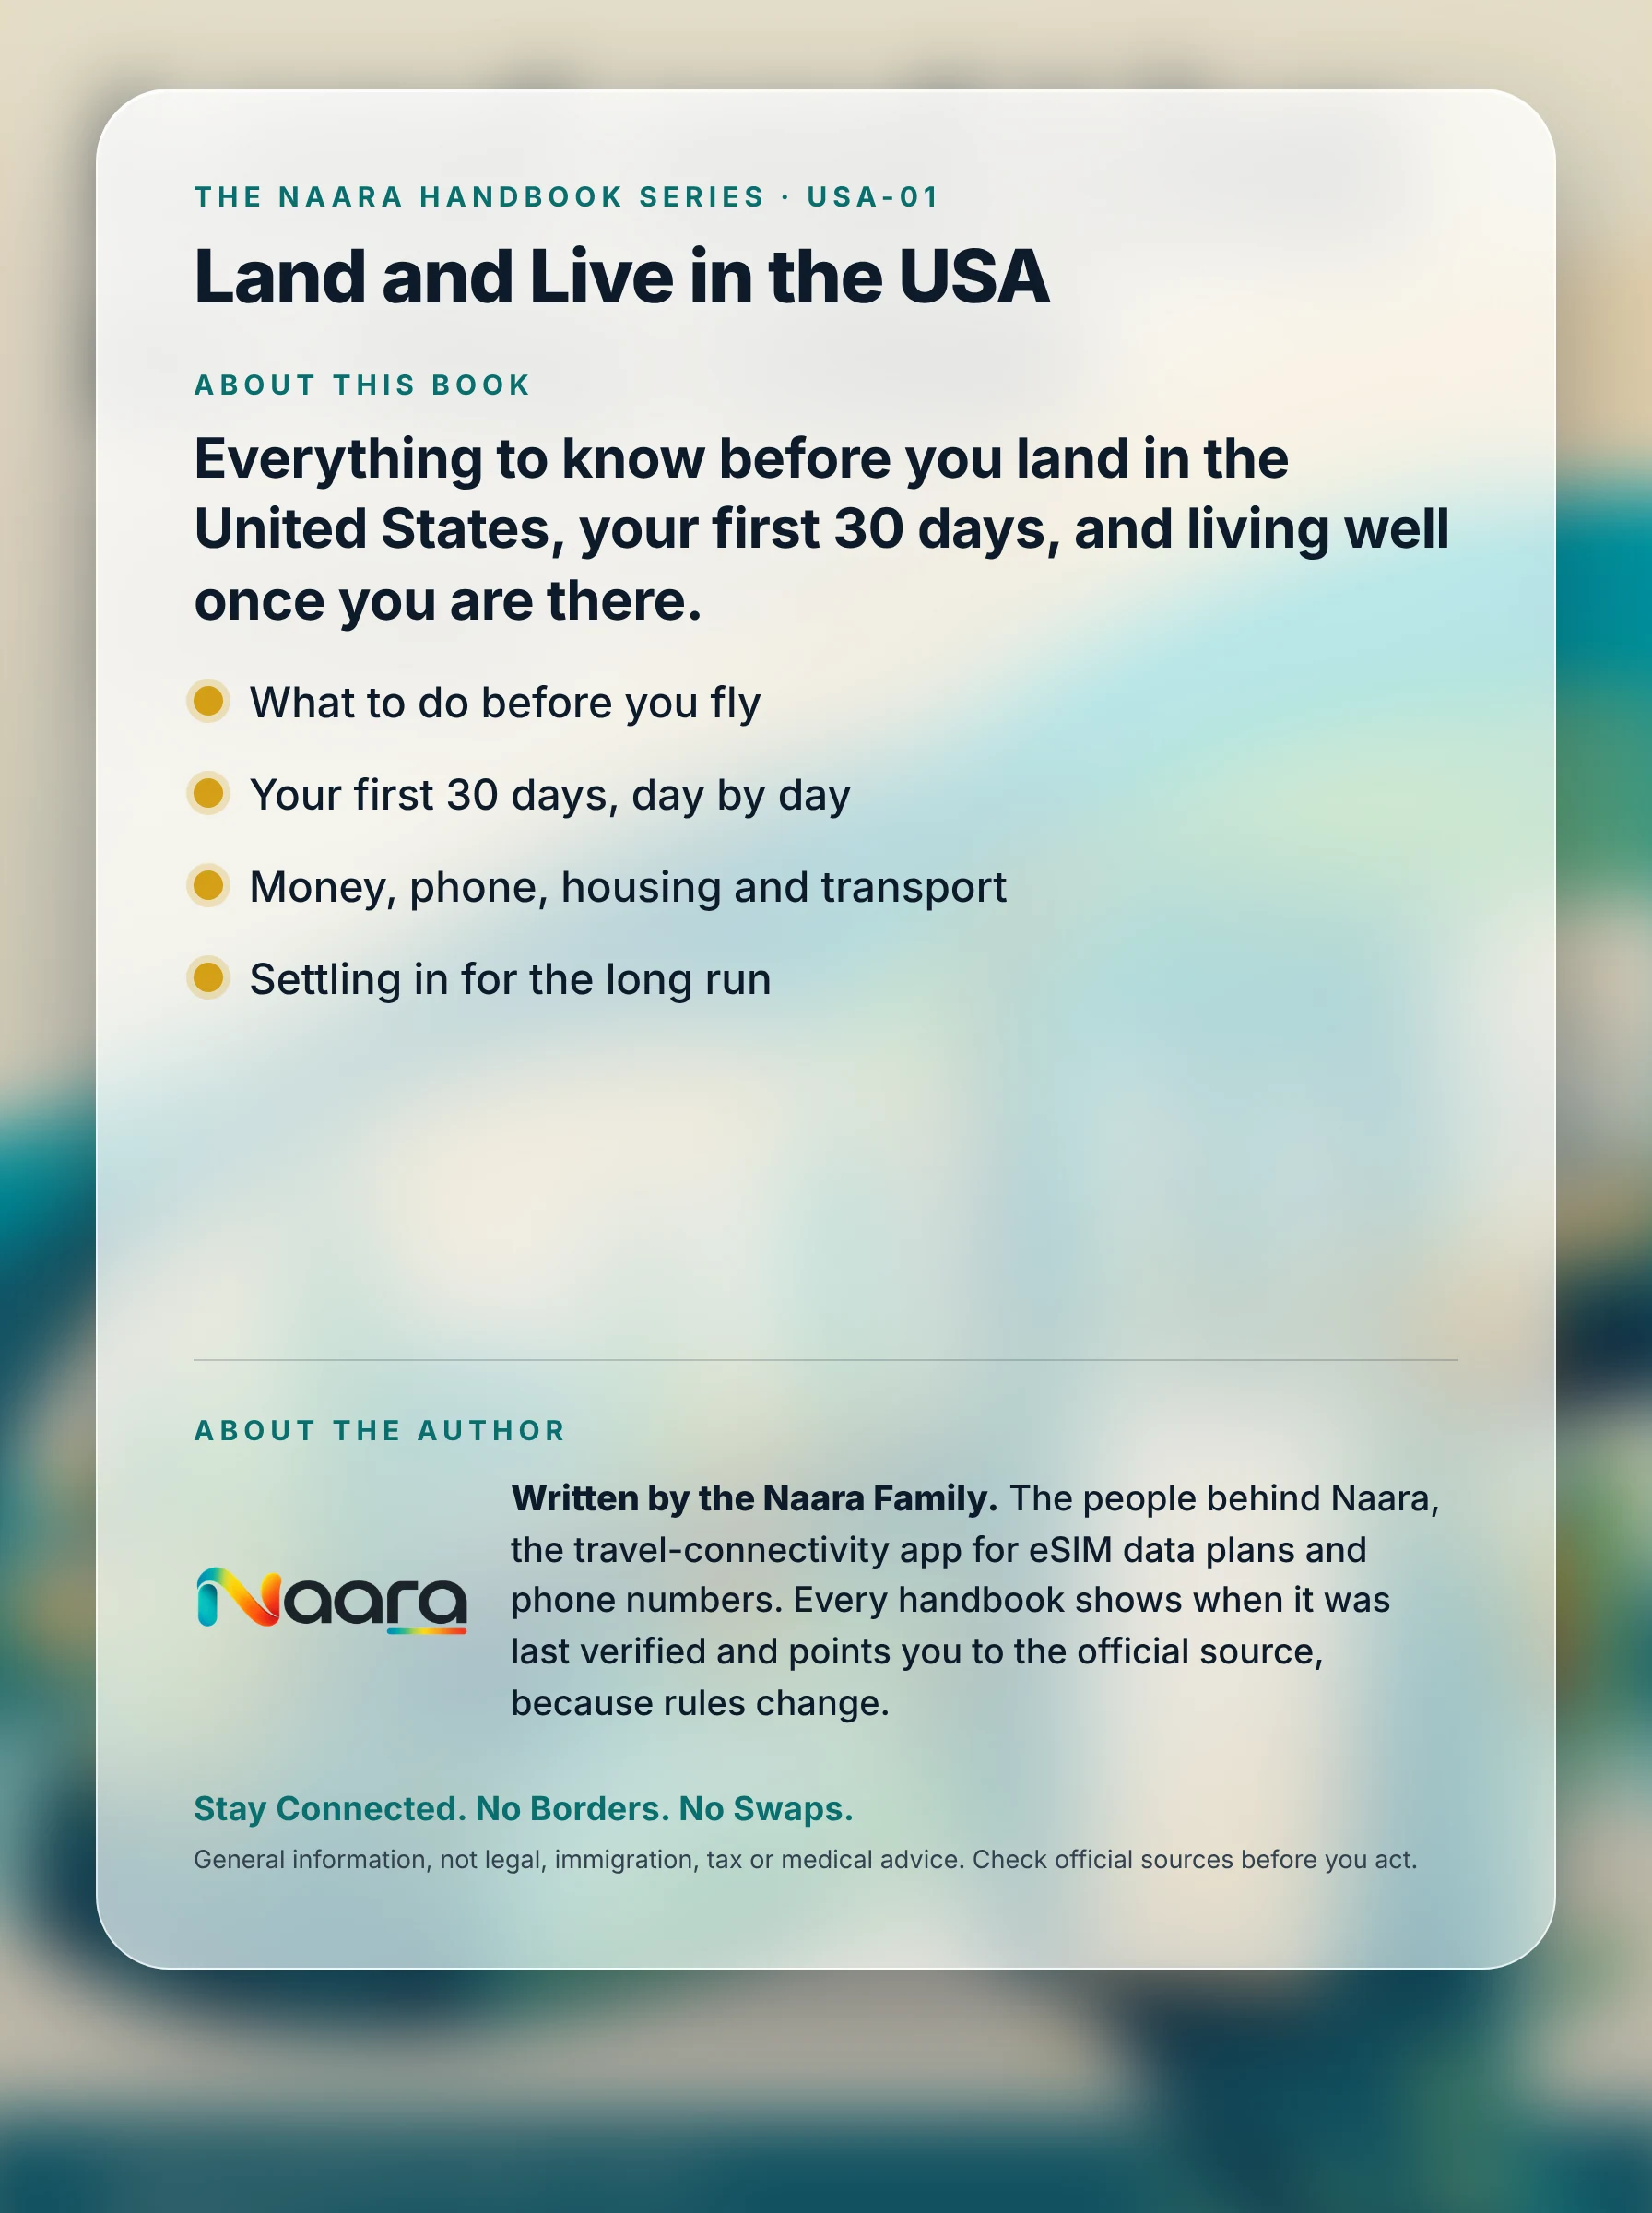 THE NAARA HANDBOOK SERIES · USA-01
Land and Live in the USA
ABOUT THIS BOOK
Everything to know before you land in the
United States, your first 30 days, and living well
once you are there.
What to do before you fly
Your first 30 days, day by day
Money, phone, housing and transport
Settling in for the long run
ABOUT THE AUTHOR
Naara
Written by the Naara Family. The people behind Naara,
the travel-connectivity app for eSIM data plans and
phone numbers. Every handbook shows when it was
last verified and points you to the official source,
because rules change.
Stay Connected. No Borders. No Swaps.
General information, not legal, immigration, tax or medical advice. Check official sources before you act.